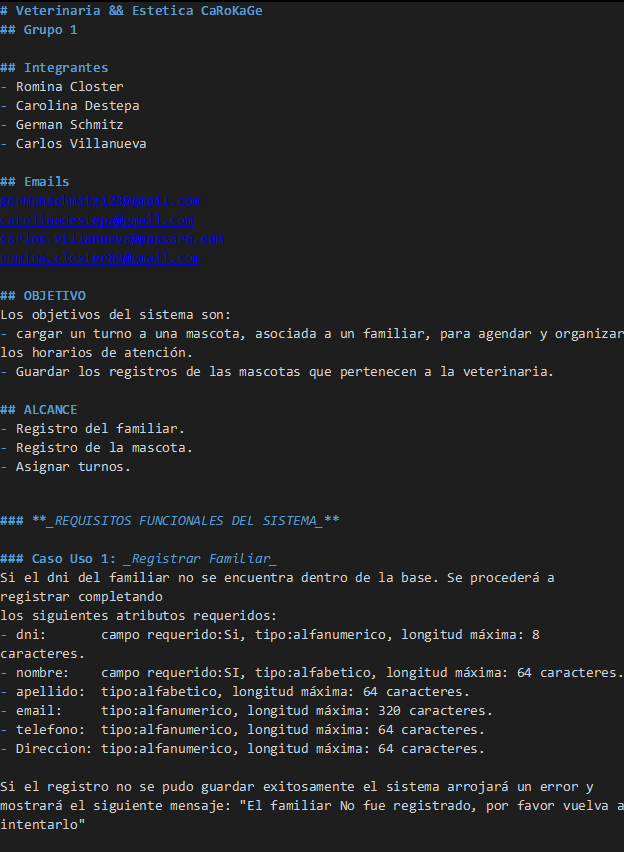 # Veterinaria && Estetica CaRoKaGe
## Grupo 1
## Integrantes
- Romina Closter
- Carolina Destepa
- German Schmitz
- Carlos Villanueva
## Emails
germanschmitz123@gmail.com
carolinadestepa@gmail.com
carlos.villanueva@passare.com
romina.closter89@gmail.com
## OBJETIVO
Los objetivos del sistema son:
- cargar un turno a una mascota, asociada a un familiar, para agendar y organizar
los horarios de atención.
- Guardar los registros de las mascotas que pertenecen a la veterinaria.
## ALCANCE
- Registro del familiar.
- Registro de la mascota.
- Asignar turnos.
### **_REQUISITOS FUNCIONALES DEL SISTEMA_**
### Caso Uso 1: _Registrar Familiar_
Si el dni del familiar no se encuentra dentro de la base. Se procederá a
registrar completando
los siguientes atributos requeridos:
- dni:       campo requerido:Si, tipo:alfanumerico, longitud máxima: 8
caracteres.
- nombre:    campo requerido:SI, tipo:alfabetico, longitud máxima: 64 caracteres.
- apellido:  tipo:alfabetico, longitud máxima: 64 caracteres.
- email:     tipo:alfanumerico, longitud máxima: 320 caracteres.
- telefono:  tipo:alfanumerico, longitud máxima: 64 caracteres.
- Direccion: tipo:alfanumerico, longitud máxima: 64 caracteres.
Si el registro no se pudo guardar exitosamente el sistema arrojará un error y
mostrará el siguiente mensaje: "El familiar No fue registrado, por favor vuelva a
intentarlo"